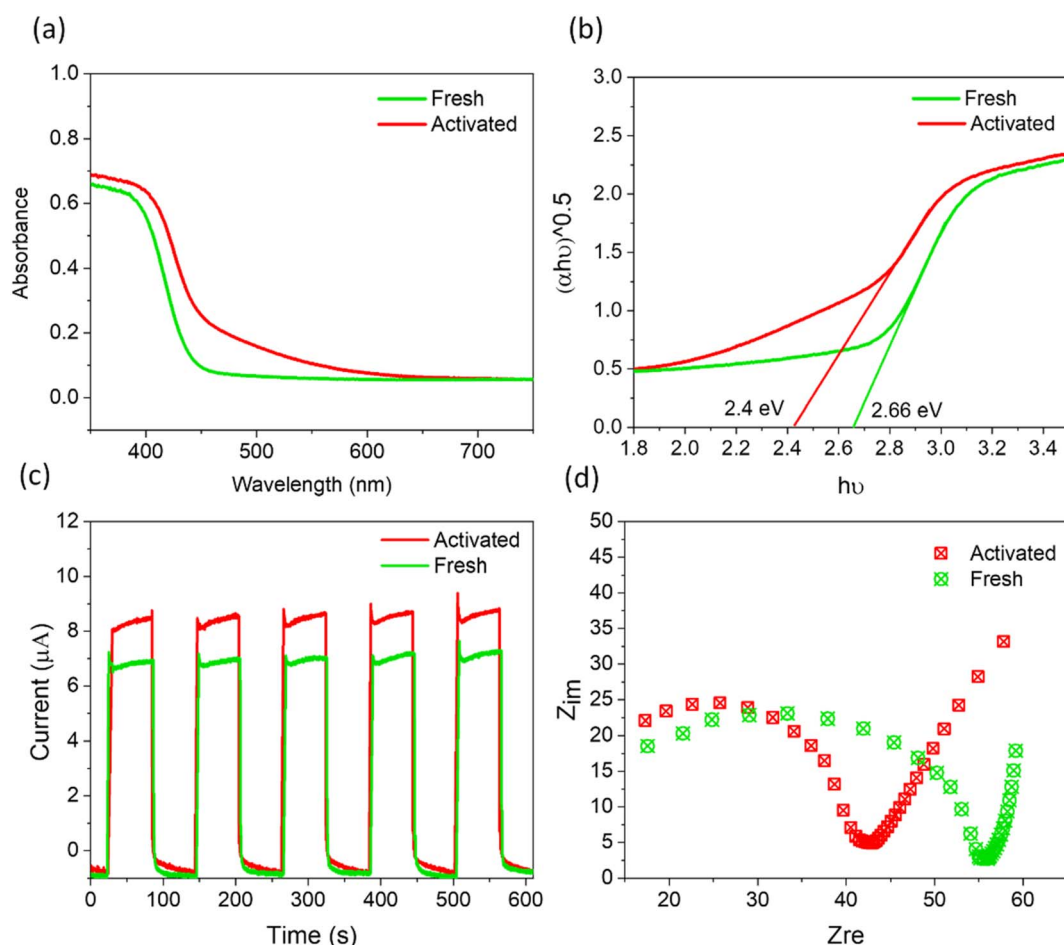 (a)
1.0
0.8
0.6
0.4
0.2
0.0
Absorbance
Fresh
Activated
400
500
600
700
Wavelength (nm)
(b)
3.0
2.5
2.0
1.5
1.0
0.5
0.0
(αhυ)^0.5
Fresh
Activated
2.4 eV
2.66 eV
1.8
2.0
2.2
2.4
2.6
2.8
3.0
3.2
3.4
hυ
(c)
12
10
8
6
4
2
0
Current (μA)
Activated
Fresh
0
100
200
300
400
500
600
Time (s)
(d)
50
45
40
35
30
25
20
15
10
5
0
Zim
Activated
Fresh
20
30
40
50
60
Zre